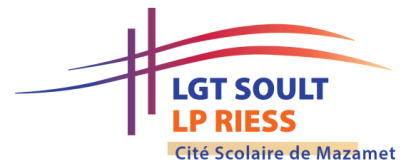 LGT SOULT
LP RIESS
Cité Scolaire de Mazamet